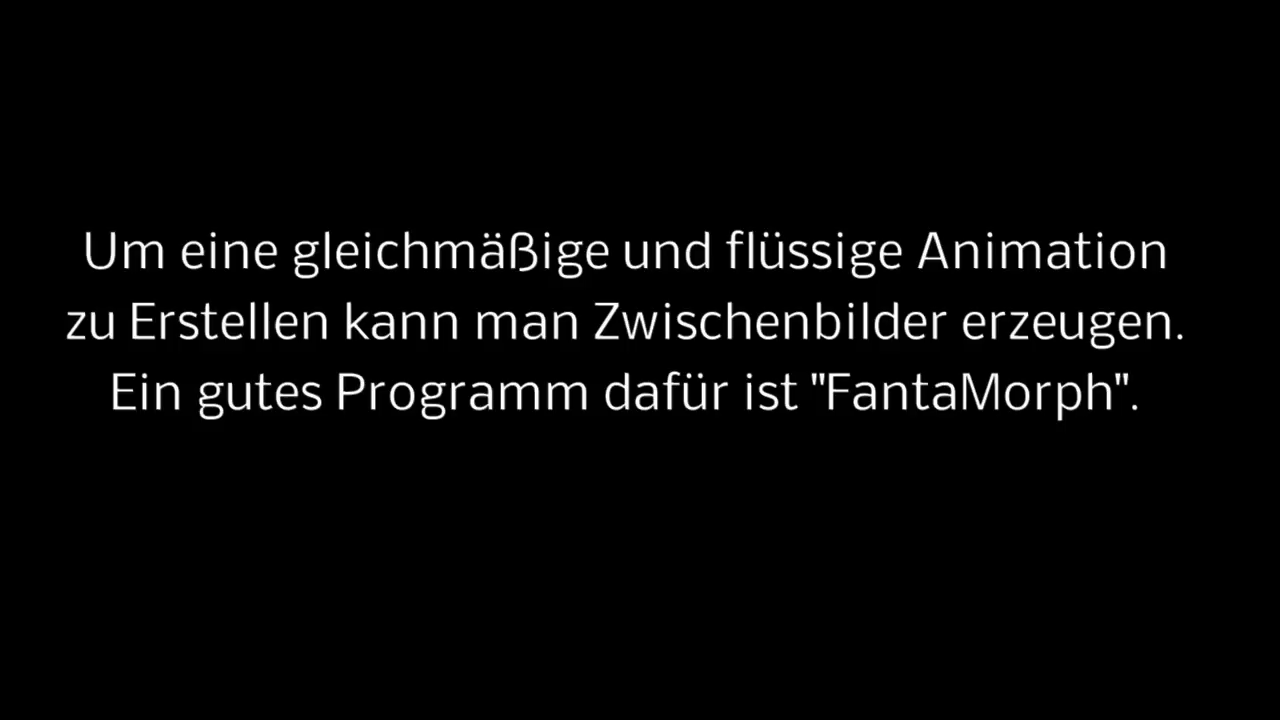 Um eine gleichmäßige und flüssige Animation
zu Erstellen kann man Zwischenbilder erzeugen.
Ein gutes Programm dafür ist "FantaMorph".